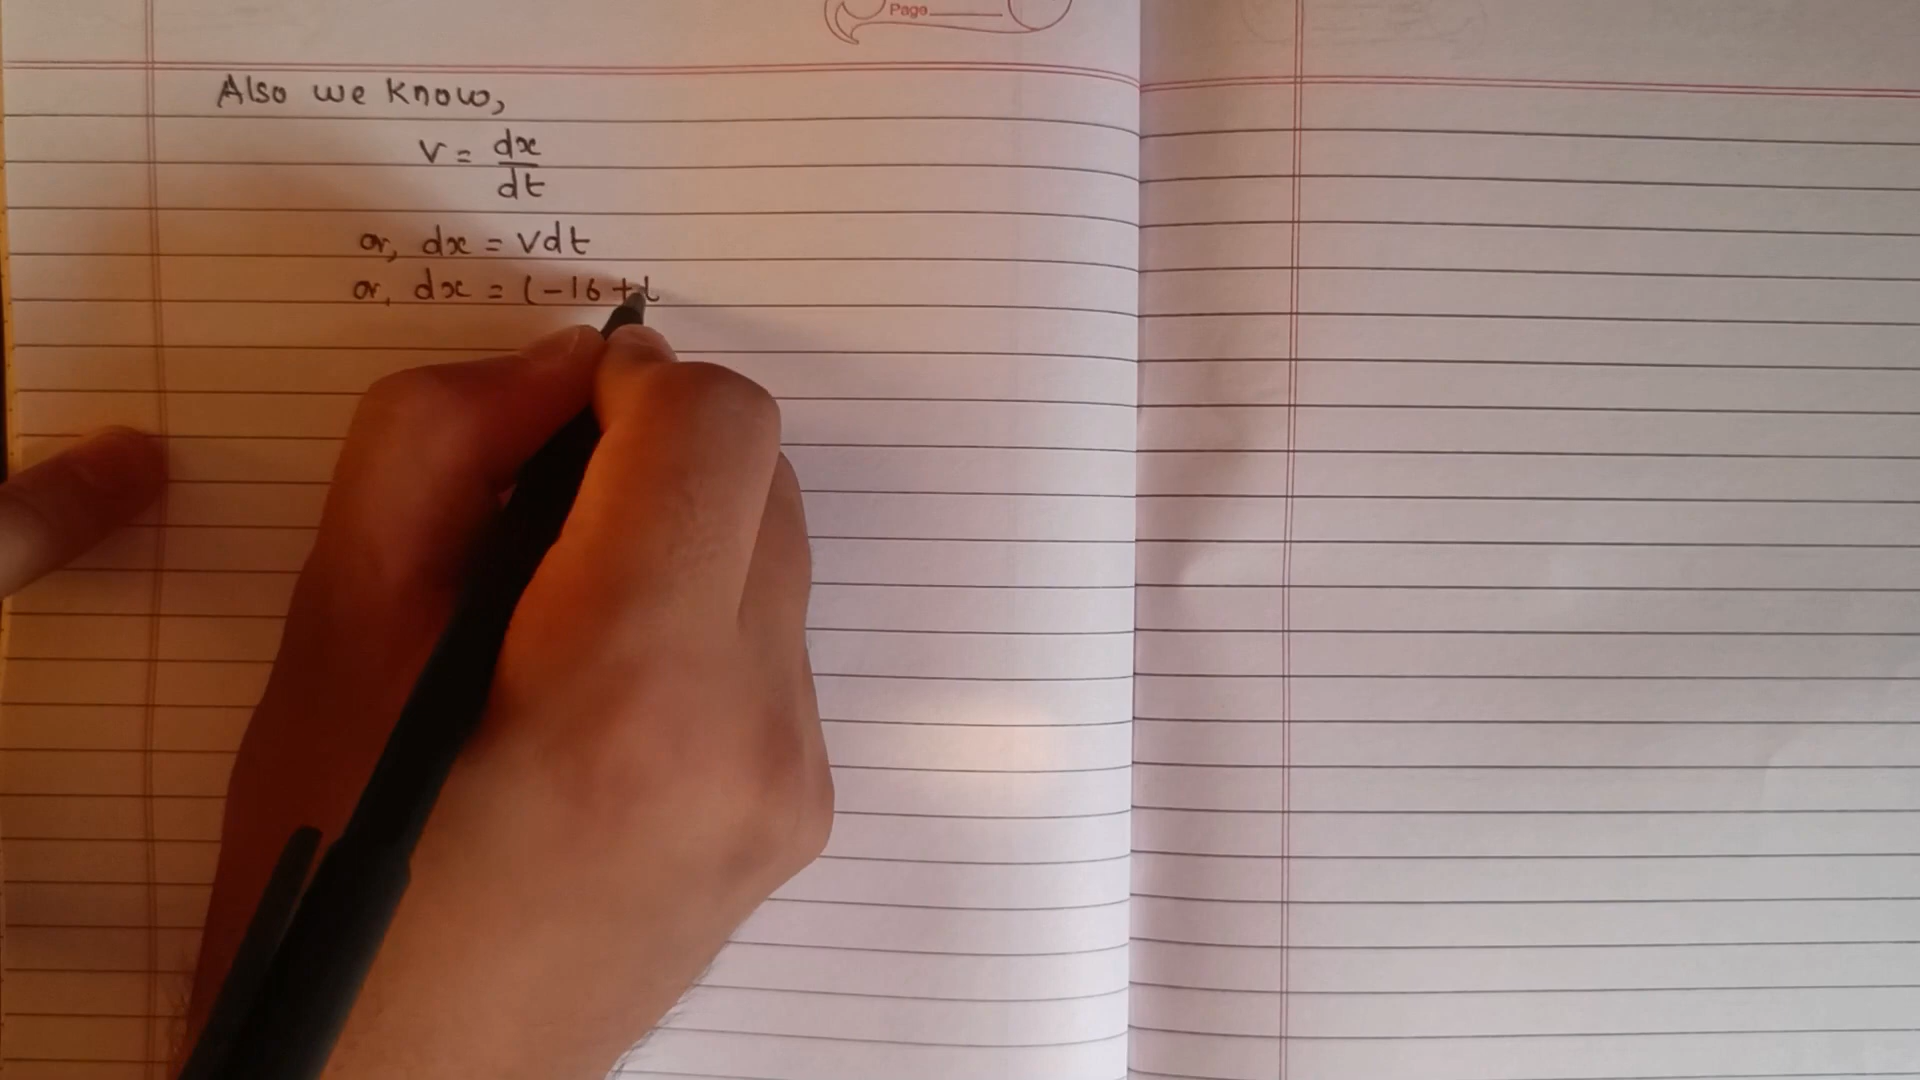 Page
Also we know,
v = dx/dt
or, dx = vdt
or, dx = (-16 + t